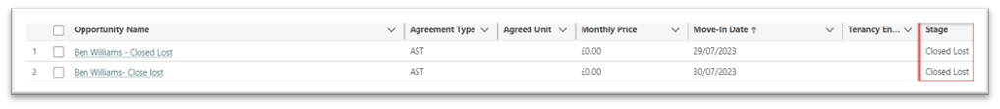 Opportunity Name Agreement Type Agreed Unit Monthly Price Move-In Date ↑ Tenancy En... Stage
1 Ben Williams - Closed Lost AST £0.00 29/07/2023 Closed Lost
2 Ben Williams- Close lost AST £0.00 30/07/2023 Closed Lost